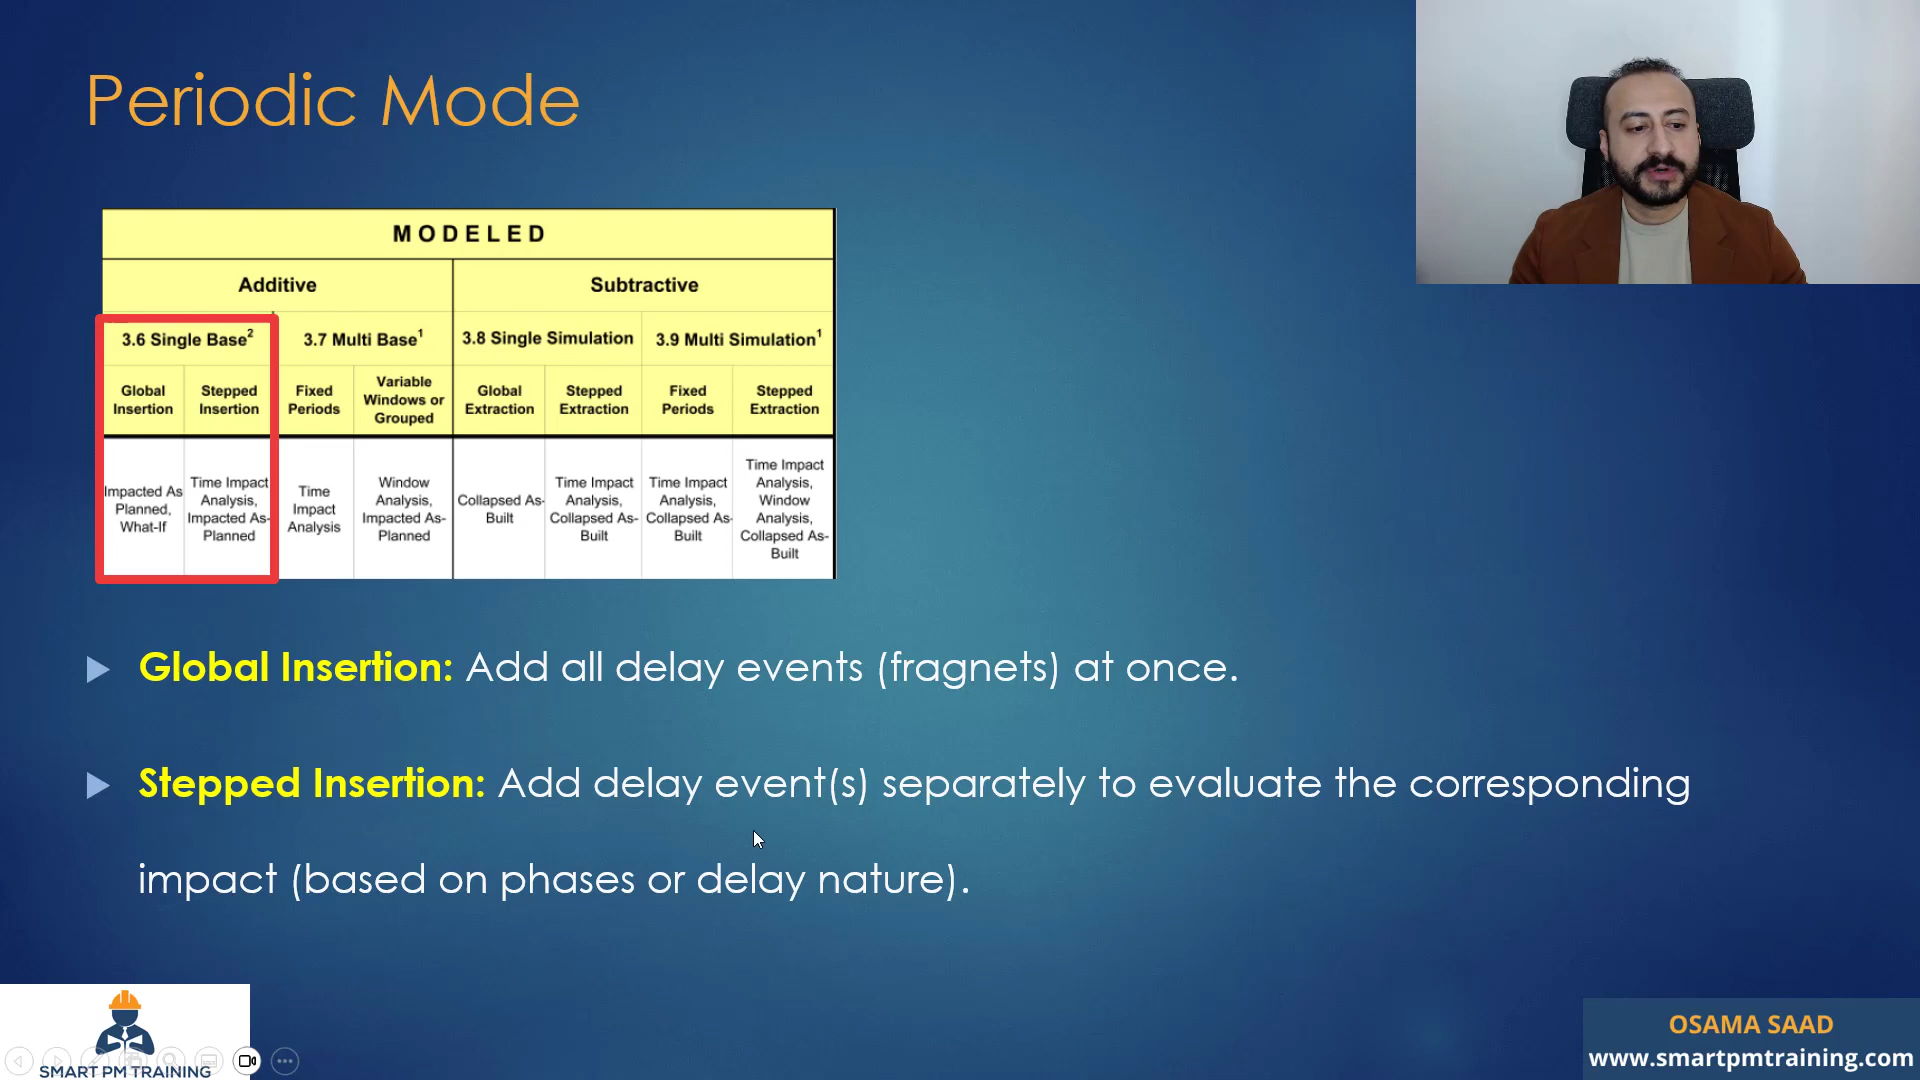 Periodic Mode
MODELED
Additive
Subtractive
3.6 Single Base²
3.7 Multi Base¹
3.8 Single Simulation
3.9 Multi Simulation¹
Global
Insertion
Stepped
Insertion
Fixed
Periods
Variable
Windows or
Grouped
Global
Extraction
Stepped
Extraction
Fixed
Periods
Stepped
Extraction
Impacted As
Planned,
What-If
Time Impact
Analysis,
Impacted As-
Planned
Time
Impact
Analysis
Window
Analysis,
Impacted As-
Planned
Collapsed As-
Built
Time Impact
Analysis,
Collapsed As-
Built
Time Impact
Analysis,
Collapsed As-
Built
Time Impact
Analysis,
Window
Analysis,
Collapsed As-
Built
Global Insertion: Add all delay events (fragnets) at once.
Stepped Insertion: Add delay event(s) separately to evaluate the corresponding
impact (based on phases or delay nature).
SMART PM TRAINING
OSAMA SAAD
www.smartpmtraining.com